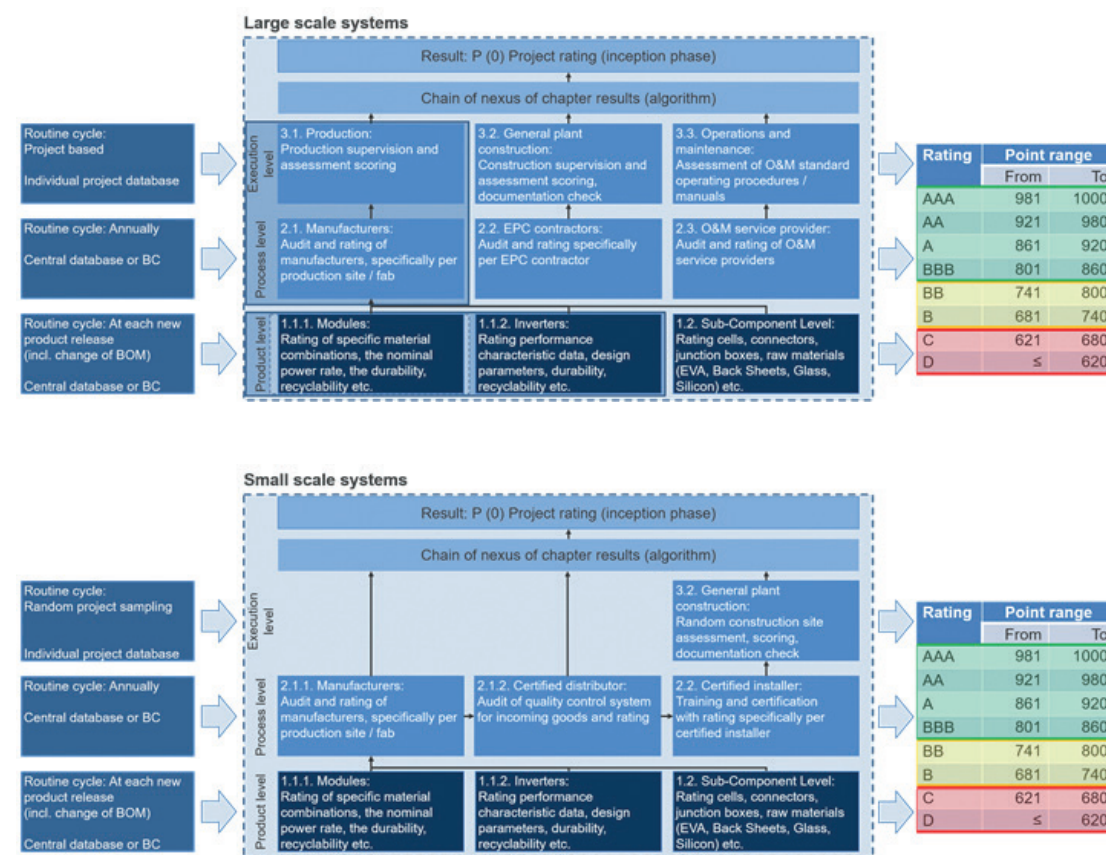 Large scale systems
Result: P (0) Project rating (inception phase)
Chain of nexus of chapter results (algorithm)
Routine cycle:
Project based
Individual project database
Execution
level
3.1. Production:
Production supervision and
assessment scoring
3.2. General plant
construction:
Construction supervision and
assessment scoring,
documentation check
3.3. Operations and
maintenance:
Assessment of O&M standard
operating procedures /
manuals
Routine cycle: Annually
Central database or BC
Process level
2.1. Manufacturers:
Audit and rating of
manufacturers, specifically per
production site / fab
2.2. EPC contractors:
Audit and rating specifically
per EPC contractor
2.3. O&M service provider:
Audit and rating of O&M
service providers
Routine cycle: At each new
product release
(incl. change of BOM)
Central database or BC
Product level
1.1.1. Modules:
Rating of specific material
combinations, the nominal
power rate, the durability,
recyclability etc.
1.1.2. Inverters:
Rating performance
characteristic data, design
parameters, durability,
recyclability etc.
1.2. Sub-Component Level:
Rating cells, connectors,
junction boxes, raw materials
(EVA, Back Sheets, Glass,
Silicon) etc.
Rating Point range
From To
AAA 981 1000
AA 921 980
A 861 920
BBB 801 860
BB 741 800
B 681 740
C 621 680
D ≤ 620
Small scale systems
Result: P (0) Project rating (inception phase)
Chain of nexus of chapter results (algorithm)
Routine cycle:
Random project sampling
Individual project database
Execution
level
3.2. General plant
construction:
Random construction site
assessment, scoring,
documentation check
Routine cycle: Annually
Central database or BC
Process level
2.1.1. Manufacturers:
Audit and rating of
manufacturers, specifically per
production site / fab
2.1.2. Certified distributor:
Audit of quality control system
for incoming goods and rating
2.2. Certified installer:
Training and certification
with rating specifically per
certified installer
Routine cycle: At each new
product release
(incl. change of BOM)
Central database or BC
Product level
1.1.1. Modules:
Rating of specific material
combinations, the nominal
power rate, the durability,
recyclability etc.
1.1.2. Inverters:
Rating performance
characteristic data, design
parameters, durability,
recyclability etc.
1.2. Sub-Component Level:
Rating cells, connectors,
junction boxes, raw materials
(EVA, Back Sheets, Glass,
Silicon) etc.
Rating Point range
From To
AAA 981 1000
AA 921 980
A 861 920
BBB 801 860
BB 741 800
B 681 740
C 621 680
D ≤ 620